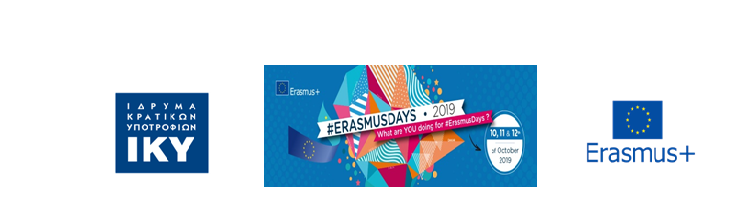 ΙΔΡΥΜΑ
ΚΡΑΤΙΚΩΝ
ΥΠΟΤΡΟΦΙΩΝ
ΙΚΥ
Erasmus+
#ERASMUSDAYS • 2019
What are YOU doing for #ErasmusDays ?
10, 11 & 12th
of October
2019
Erasmus+